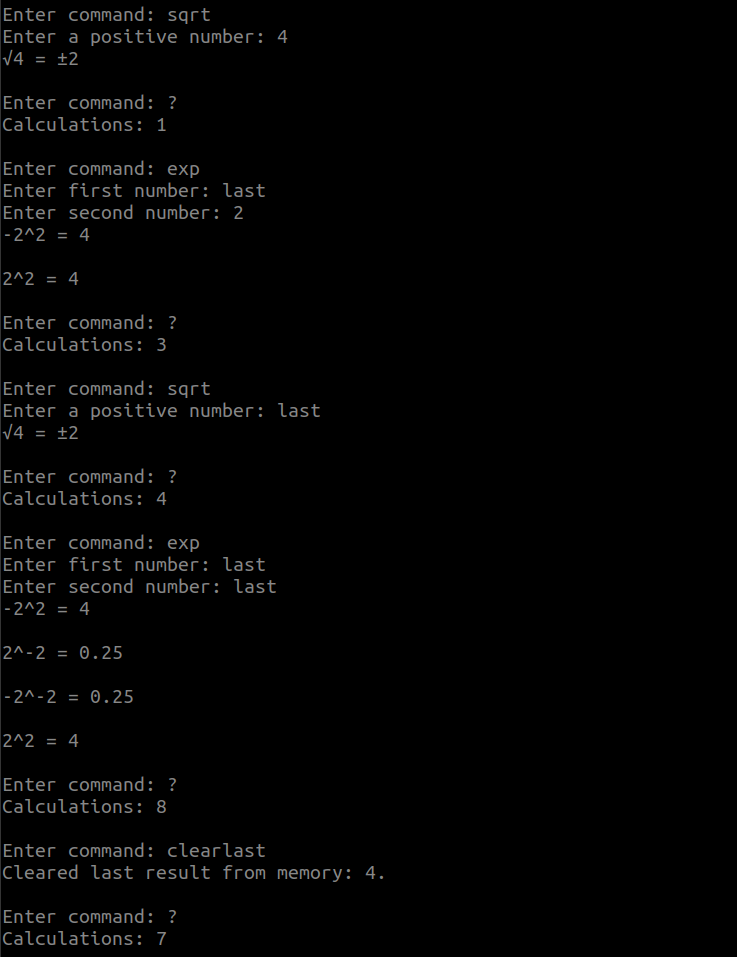 Enter command: sqrt
Enter a positive number: 4
√4 = ±2
Enter command: ?
Calculations: 1
Enter command: exp
Enter first number: last
Enter second number: 2
-2^2 = 4
2^2 = 4
Enter command: ?
Calculations: 3
Enter command: sqrt
Enter a positive number: last
√4 = ±2
Enter command: ?
Calculations: 4
Enter command: exp
Enter first number: last
Enter second number: last
-2^2 = 4
2^-2 = 0.25
-2^-2 = 0.25
2^2 = 4
Enter command: ?
Calculations: 8
Enter command: clearlast
Cleared last result from memory: 4.
Enter command: ?
Calculations: 7